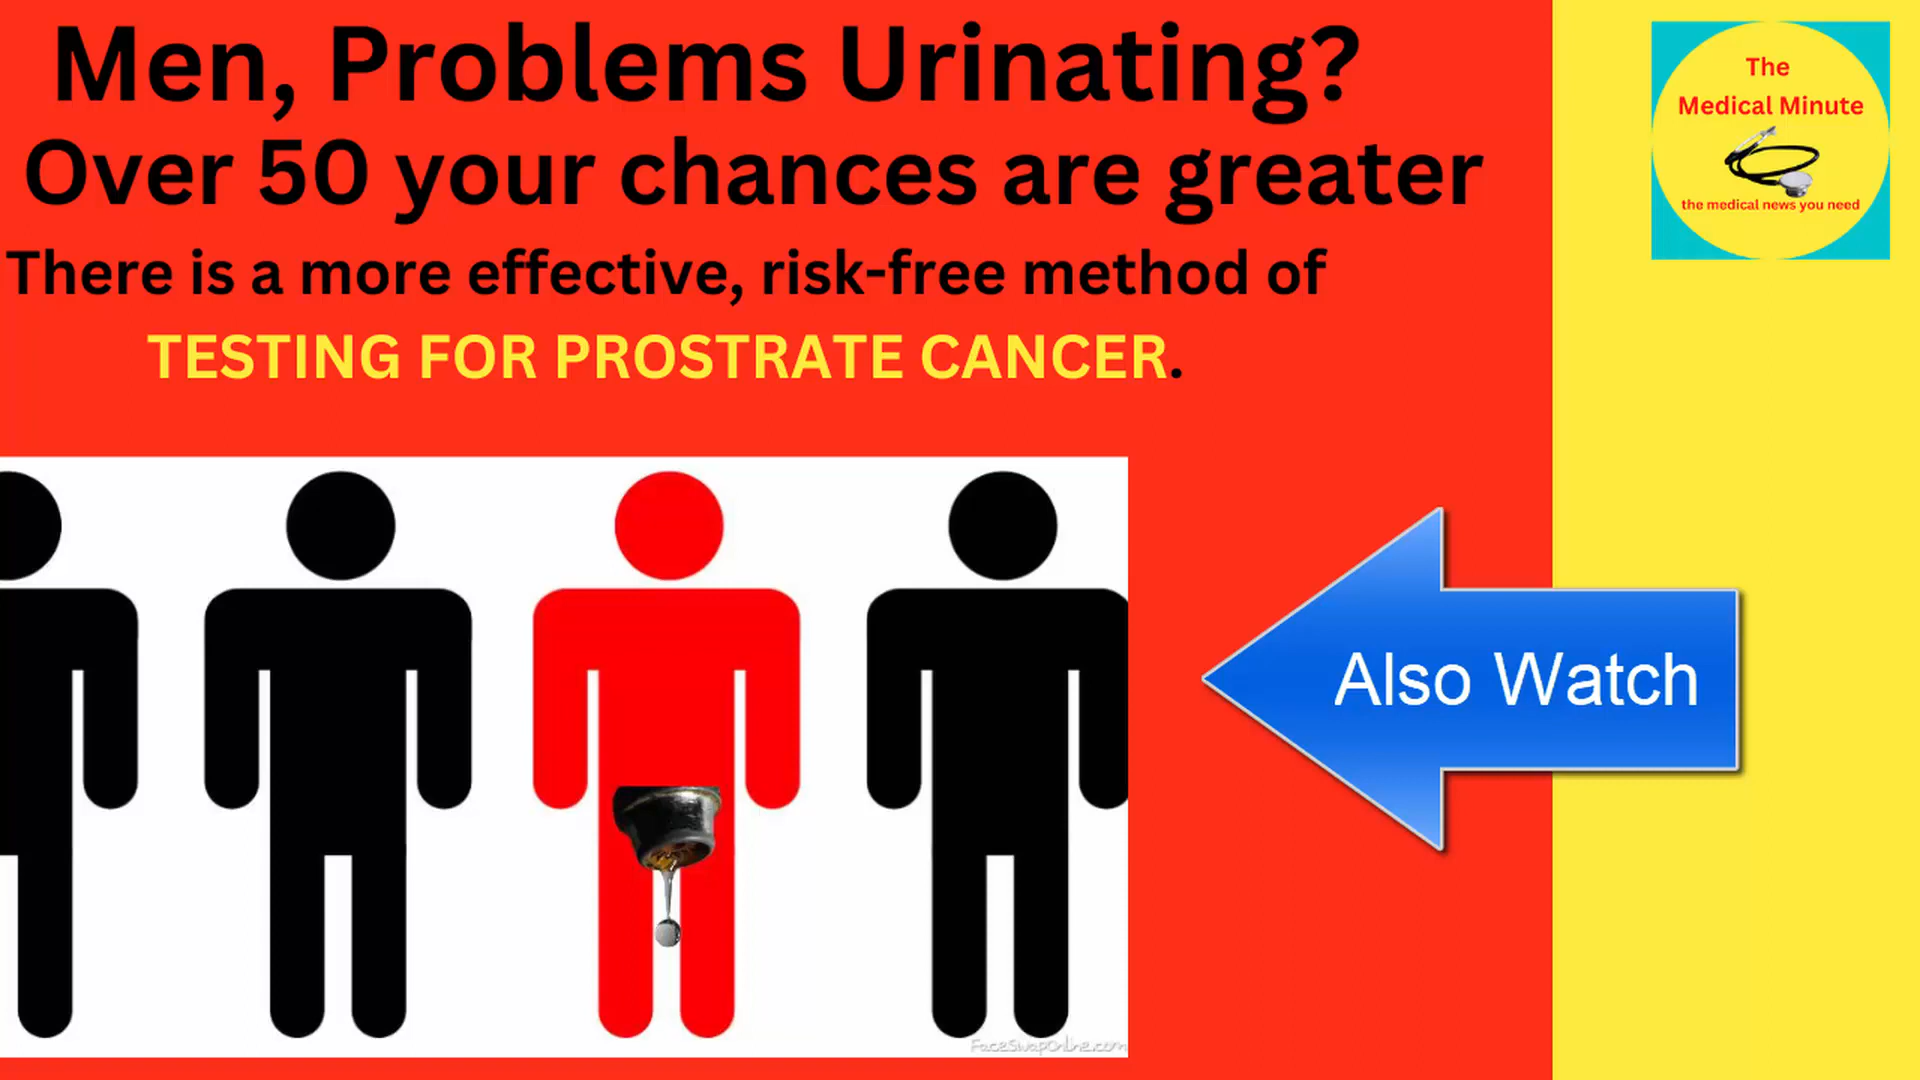 Men, Problems Urinating?
Over 50 your chances are greater
There is a more effective, risk-free method of
TESTING FOR PROSTRATE CANCER.
The
Medical Minute
the medical news you need
Also Watch
FaceSwapOnline.com